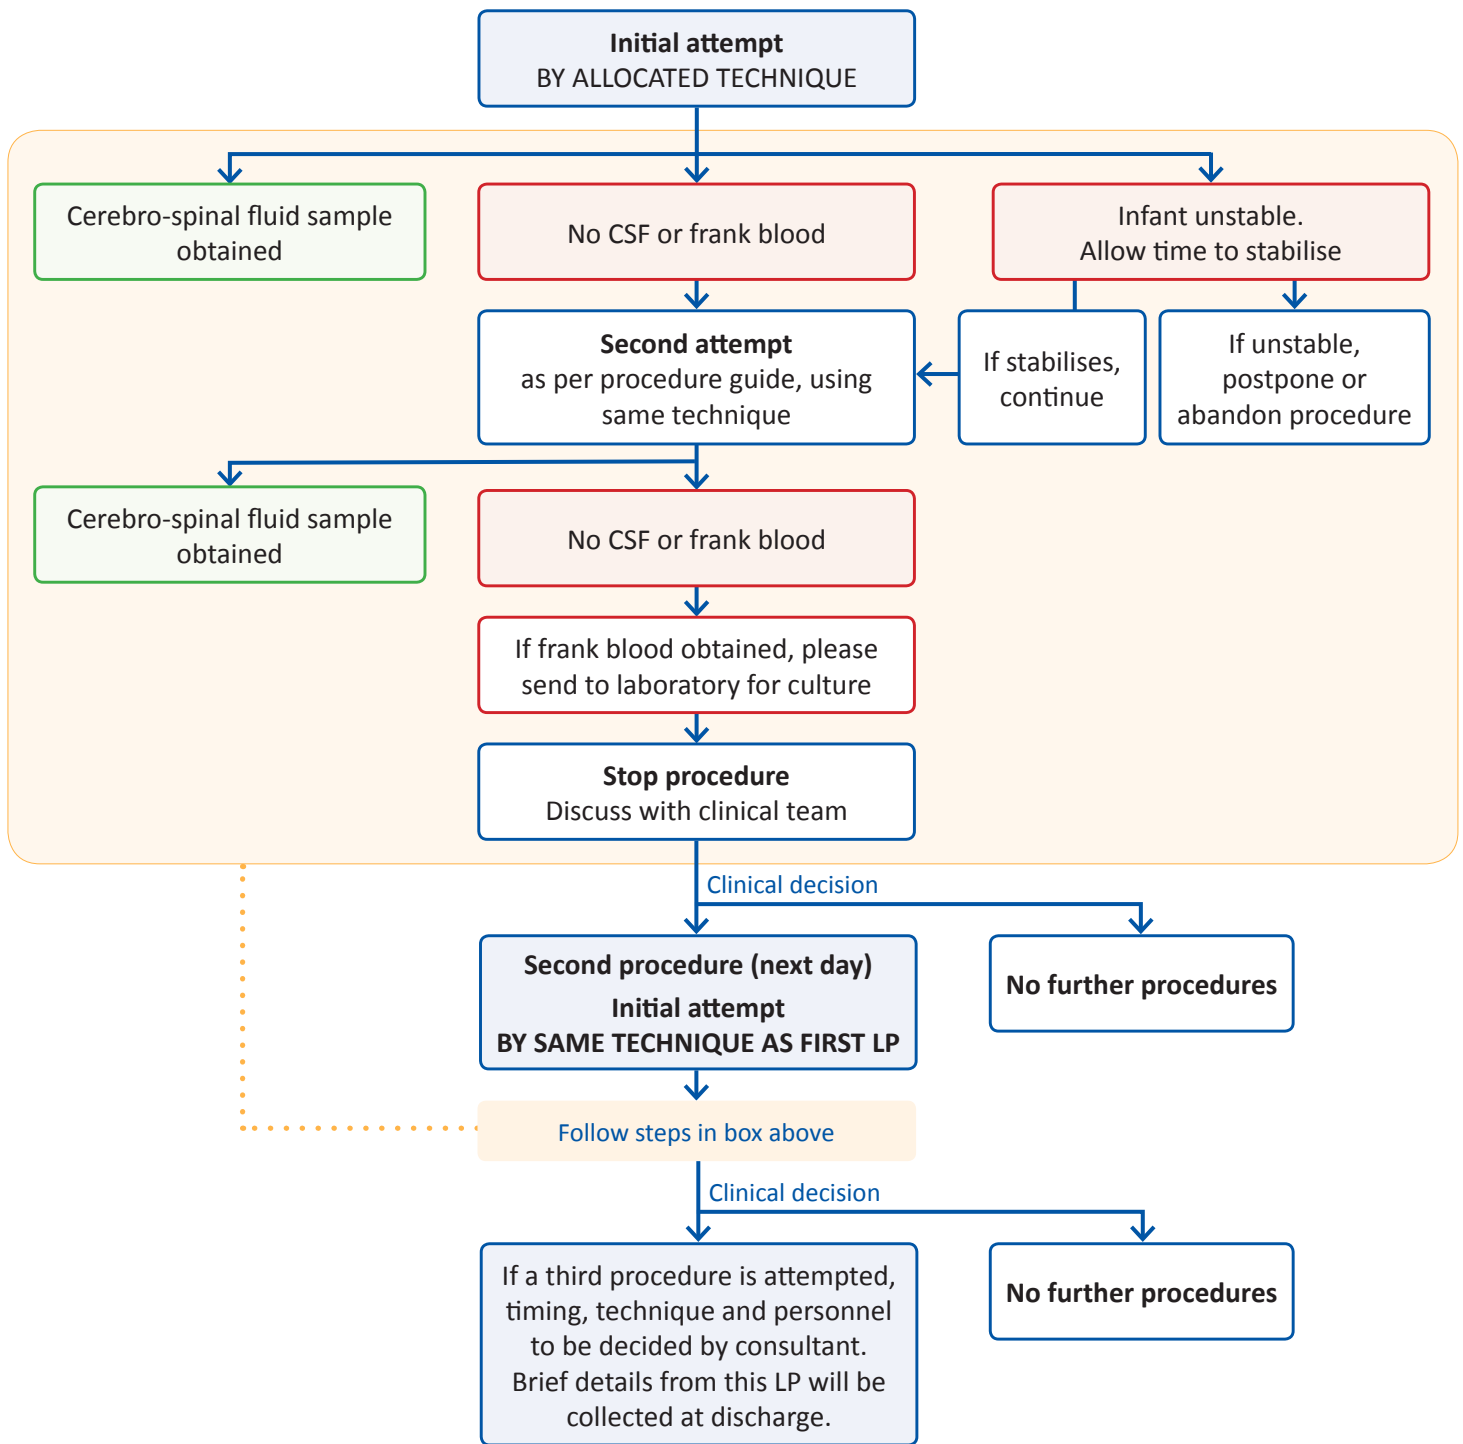 Initial attempt
BY ALLOCATED TECHNIQUE
Cerebro-spinal fluid sample
obtained
No CSF or frank blood
Infant unstable.
Allow time to stabilise
Second attempt
as per procedure guide, using
same technique
If stabilises,
continue
If unstable,
postpone or
abandon procedure
Cerebro-spinal fluid sample
obtained
No CSF or frank blood
If frank blood obtained, please
send to laboratory for culture
Stop procedure
Discuss with clinical team
Clinical decision
Second procedure (next day)
Initial attempt
BY SAME TECHNIQUE AS FIRST LP
No further procedures
Follow steps in box above
Clinical decision
If a third procedure is attempted,
timing, technique and personnel
to be decided by consultant.
Brief details from this LP will be
collected at discharge.
No further procedures